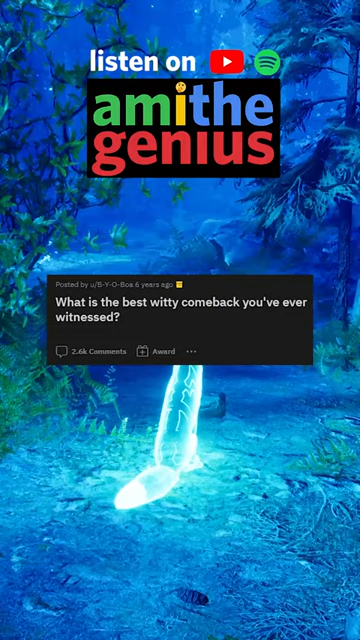 listen on
amithe
genius
Posted by u/B-Y-O-Boa 6 years ago
What is the best witty comeback you've ever
witnessed?
2.6k Comments Award ...